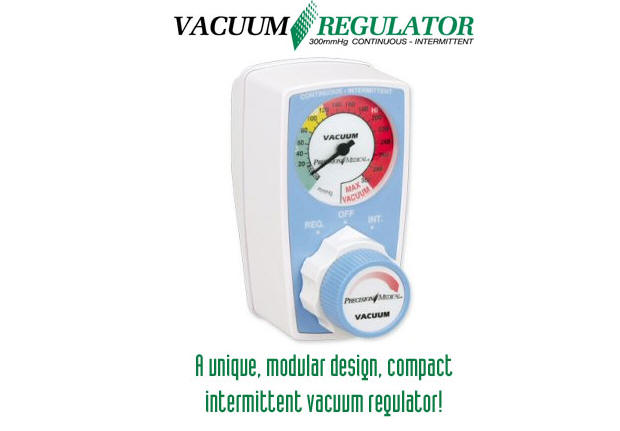 VACUUM REGULATOR
300mmHg CONTINUOUS - INTERMITTENT
CONTINUOUS - INTERMITTENT
HI
VACUUM
PRECISION MEDICAL
mmHg
MAX
VACUUM
REG. OFF INT.
PRECISION MEDICAL
VACUUM
A unique, modular design, compact
intermittent vacuum regulator!